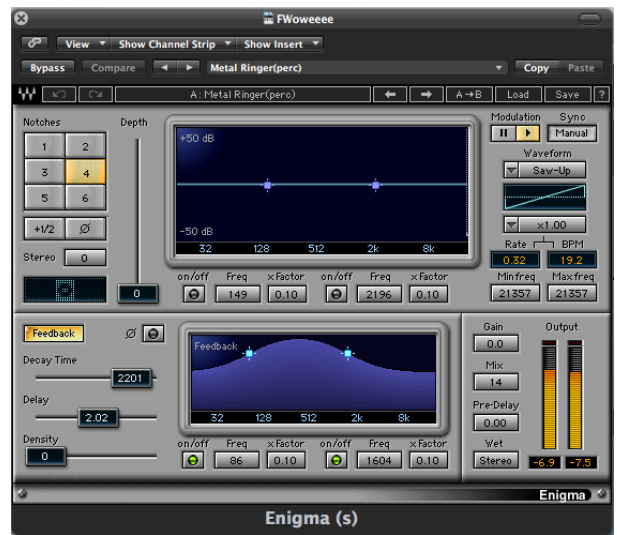 FWoweeee
View Show Channel Strip Show Insert
Bypass Compare Metal Ringer(perc) Copy Paste
A: Metal Ringer(perc) A→B Load Save ?
Notches Depth Modulation Sync
+50 dB Manual
1 2
3 4
5 6
+1/2 Ø
Stereo 0
0
-50 dB
32 128 512 2k 8k
on/off Freq xFactor on/off Freq xFactor
149 0.10 2196 0.10
Waveform
Saw-Up
x1.00
Rate BPM
0.32 19.2
Minfreq Maxfreq
21357 21357
Feedback Ø
Decay Time
2201
Delay
2.02
Density
0
Feedback
32 128 512 2k 8k
on/off Freq xFactor on/off Freq xFactor
86 0.10 1604 0.10
Gain Output
0.0
Mix
14
Pre-Delay
0.00
Wet
Stereo -6.9 -7.5
Enigma
Enigma (s)